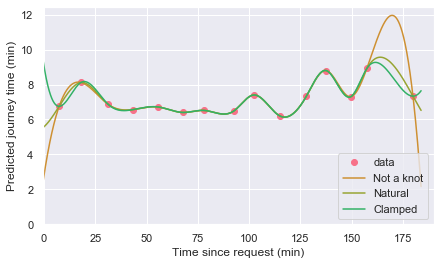 12
10
8
6
4
2
0
Predicted journey time (min)
0 25 50 75 100 125 150 175
Time since request (min)
data
Not a knot
Natural
Clamped